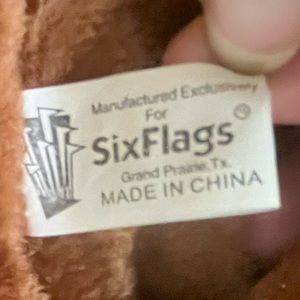 Manufactured Exclusively
For
SixFlags®
Grand Prairie, Tx.
MADE IN CHINA